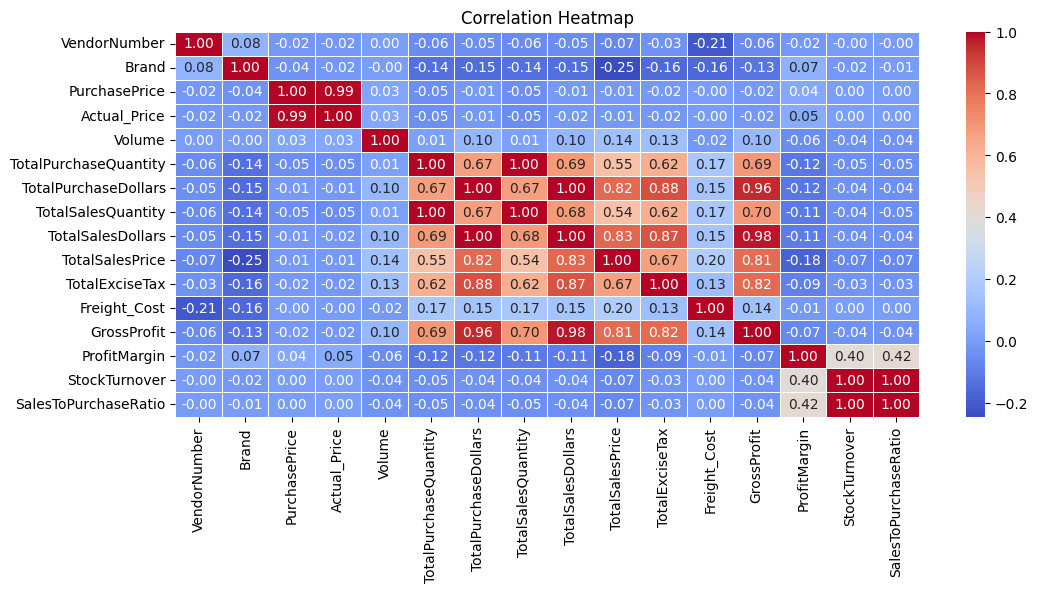 Correlation Heatmap
VendorNumber 1.00 0.08 -0.02 -0.02 0.00 -0.06 -0.05 -0.06 -0.05 -0.07 -0.03 -0.21 -0.06 -0.02 -0.00 -0.00
Brand 0.08 1.00 -0.04 -0.02 -0.00 -0.14 -0.15 -0.14 -0.15 -0.25 -0.16 -0.16 -0.13 0.07 -0.02 -0.01
PurchasePrice -0.02 -0.04 1.00 0.99 0.03 -0.05 -0.01 -0.05 -0.01 -0.01 -0.02 -0.00 -0.02 0.04 0.00 0.00
Actual_Price -0.02 -0.02 0.99 1.00 0.03 -0.05 -0.01 -0.05 -0.02 -0.01 -0.02 -0.00 -0.02 0.05 0.00 0.00
Volume 0.00 -0.00 0.03 0.03 1.00 0.01 0.10 0.01 0.10 0.14 0.13 -0.02 0.10 -0.06 -0.04 -0.04
TotalPurchaseQuantity -0.06 -0.14 -0.05 -0.05 0.01 1.00 0.67 1.00 0.69 0.55 0.62 0.17 0.69 -0.12 -0.05 -0.05
TotalPurchaseDollars -0.05 -0.15 -0.01 -0.01 0.10 0.67 1.00 0.67 1.00 0.82 0.88 0.15 0.96 -0.12 -0.04 -0.04
TotalSalesQuantity -0.06 -0.14 -0.05 -0.05 0.01 1.00 0.67 1.00 0.68 0.54 0.62 0.17 0.70 -0.11 -0.04 -0.05
TotalSalesDollars -0.05 -0.15 -0.01 -0.02 0.10 0.69 1.00 0.68 1.00 0.83 0.87 0.15 0.98 -0.11 -0.04 -0.04
TotalSalesPrice -0.07 -0.25 -0.01 -0.01 0.14 0.55 0.82 0.54 0.83 1.00 0.67 0.20 0.81 -0.18 -0.07 -0.07
TotalExciseTax -0.03 -0.16 -0.02 -0.02 0.13 0.62 0.88 0.62 0.87 0.67 1.00 0.13 0.82 -0.09 -0.03 -0.03
Freight_Cost -0.21 -0.16 -0.00 -0.00 -0.02 0.17 0.15 0.17 0.15 0.20 0.13 1.00 0.14 -0.01 0.00 0.00
GrossProfit -0.06 -0.13 -0.02 -0.02 0.10 0.69 0.96 0.70 0.98 0.81 0.82 0.14 1.00 -0.07 -0.04 -0.04
ProfitMargin -0.02 0.07 0.04 0.05 -0.06 -0.12 -0.12 -0.11 -0.11 -0.18 -0.09 -0.01 -0.07 1.00 0.40 0.42
StockTurnover -0.00 -0.02 0.00 0.00 -0.04 -0.05 -0.04 -0.04 -0.04 -0.07 -0.03 0.00 -0.04 0.40 1.00 1.00
SalesToPurchaseRatio -0.00 -0.01 0.00 0.00 -0.04 -0.05 -0.04 -0.05 -0.04 -0.07 -0.03 0.00 -0.04 0.42 1.00 1.00
VendorNumber
Brand
PurchasePrice
Actual_Price
Volume
TotalPurchaseQuantity
TotalPurchaseDollars
TotalSalesQuantity
TotalSalesDollars
TotalSalesPrice
TotalExciseTax
Freight_Cost
GrossProfit
ProfitMargin
StockTurnover
SalesToPurchaseRatio
1.0
0.8
0.6
0.4
0.2
0.0
−0.2